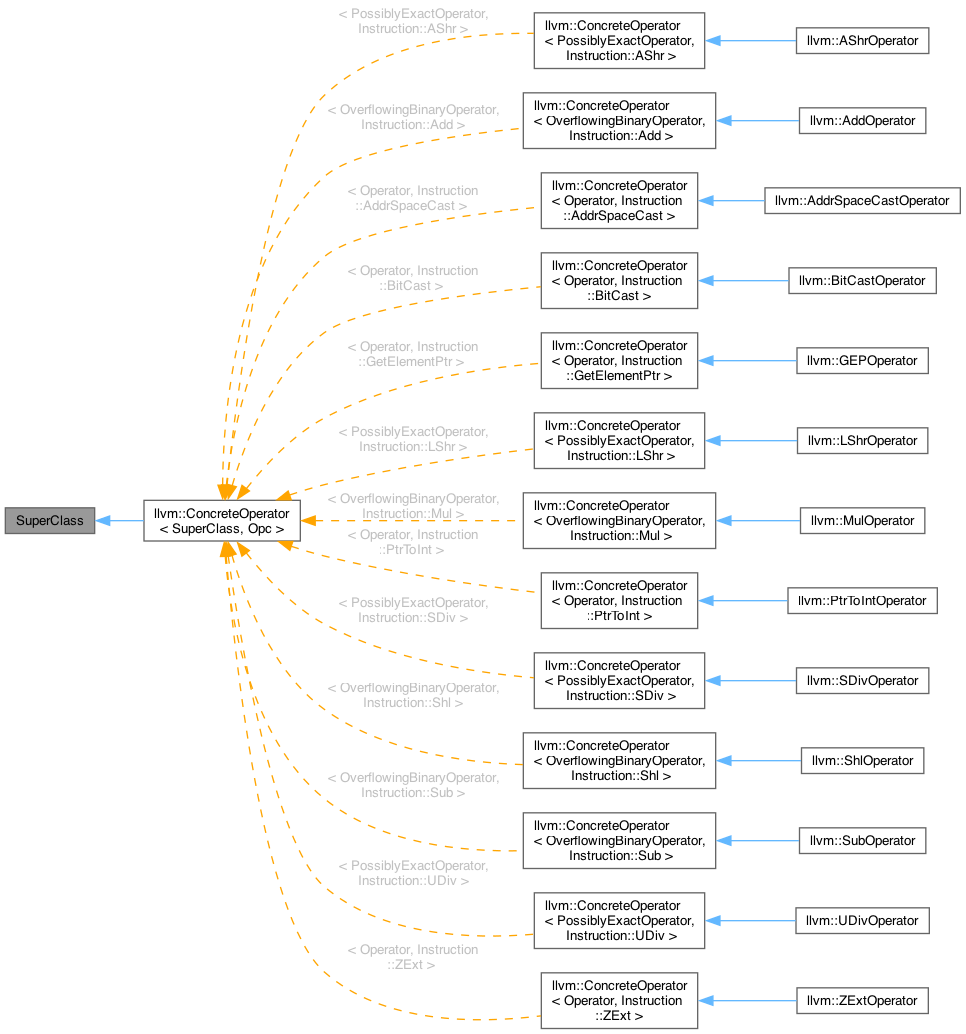 < PossiblyExactOperator,
Instruction::AShr >
llvm::ConcreteOperator
< PossiblyExactOperator,
Instruction::AShr >
llvm::AShrOperator
< OverflowingBinaryOperator,
Instruction::Add >
llvm::ConcreteOperator
< OverflowingBinaryOperator,
Instruction::Add >
llvm::AddOperator
< Operator, Instruction
::AddrSpaceCast >
llvm::ConcreteOperator
< Operator, Instruction
::AddrSpaceCast >
llvm::AddrSpaceCastOperator
< Operator, Instruction
::BitCast >
llvm::ConcreteOperator
< Operator, Instruction
::BitCast >
llvm::BitCastOperator
< Operator, Instruction
::GetElementPtr >
llvm::ConcreteOperator
< Operator, Instruction
::GetElementPtr >
llvm::GEPOperator
< PossiblyExactOperator,
Instruction::LShr >
llvm::ConcreteOperator
< PossiblyExactOperator,
Instruction::LShr >
llvm::LShrOperator
SuperClass
llvm::ConcreteOperator
< SuperClass, Opc >
< OverflowingBinaryOperator,
Instruction::Mul >
llvm::ConcreteOperator
< OverflowingBinaryOperator,
Instruction::Mul >
llvm::MulOperator
< Operator, Instruction
::PtrToInt >
llvm::ConcreteOperator
< Operator, Instruction
::PtrToInt >
llvm::PtrToIntOperator
< PossiblyExactOperator,
Instruction::SDiv >
llvm::ConcreteOperator
< PossiblyExactOperator,
Instruction::SDiv >
llvm::SDivOperator
< OverflowingBinaryOperator,
Instruction::Shl >
llvm::ConcreteOperator
< OverflowingBinaryOperator,
Instruction::Shl >
llvm::ShlOperator
< OverflowingBinaryOperator,
Instruction::Sub >
llvm::ConcreteOperator
< OverflowingBinaryOperator,
Instruction::Sub >
llvm::SubOperator
< PossiblyExactOperator,
Instruction::UDiv >
llvm::ConcreteOperator
< PossiblyExactOperator,
Instruction::UDiv >
llvm::UDivOperator
< Operator, Instruction
::ZExt >
llvm::ConcreteOperator
< Operator, Instruction
::ZExt >
llvm::ZExtOperator